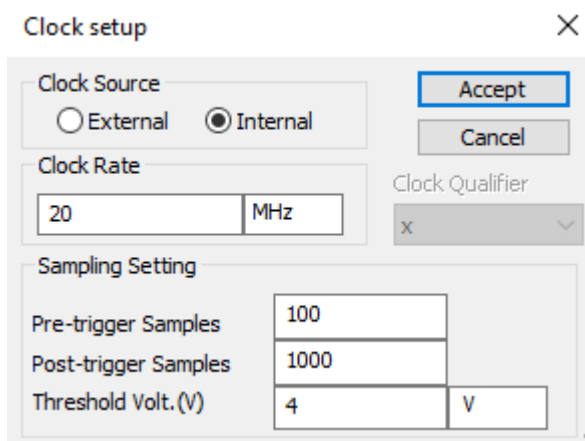 Clock setup
Clock Source
External Internal
Accept
Cancel
Clock Rate
20 MHz
Clock Qualifier
x
Sampling Setting
Pre-trigger Samples 100
Post-trigger Samples 1000
Threshold Volt.(V) 4 V